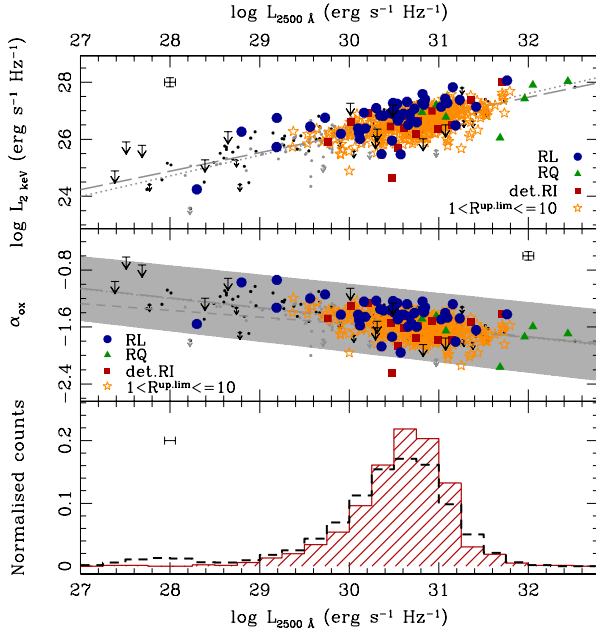 log L2500 Å (erg s−1 Hz−1)
27 28 29 30 31 32
log L2 keV (erg s−1 Hz−1)
28
26
24
RL
RQ
det.RI
1<Rup.lim<=10
αox
−0.8
−1.6
−2.4
RL
RQ
det.RI
1<Rup.lim<=10
Normalised counts
0.2
0.1
0
27 28 29 30 31 32
log L2500 Å (erg s−1 Hz−1)